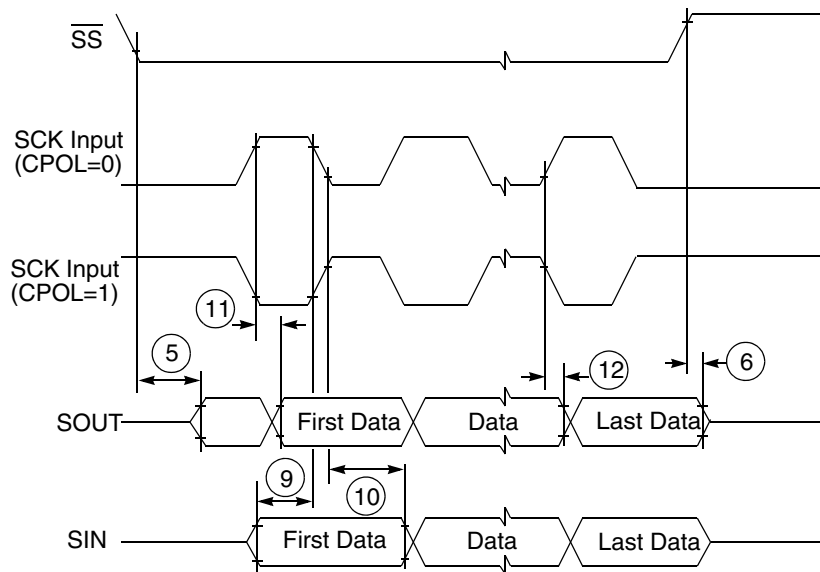 SS
SCK Input
(CPOL=0)
SCK Input
(CPOL=1)
11
5
12
6
SOUT
First Data
Data
Last Data
9
10
SIN
First Data
Data
Last Data